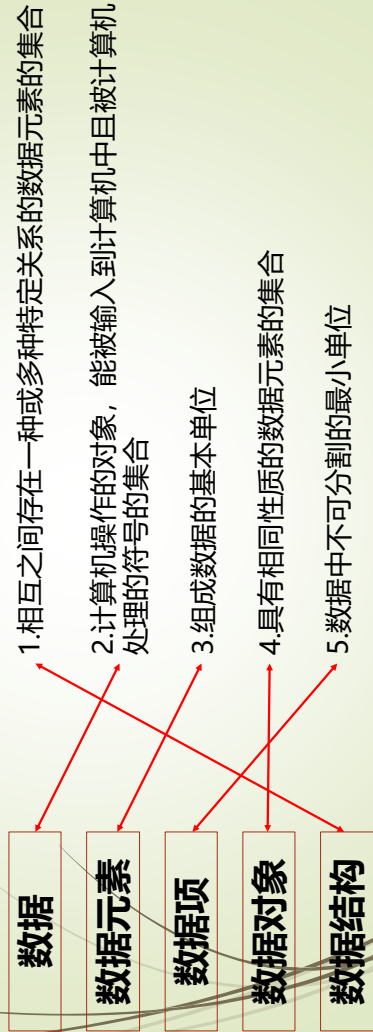 数据
数据元素
数据项
数据对象
数据结构
1.相互之间存在一种或多种特定关系的数据元素的集合
2.计算机操作的对象，能被输入到计算机中且被计算机
处理的符号的集合
3.组成数据的基本单位
4.具有相同性质的数据元素的集合
5.数据中不可分割的最小单位